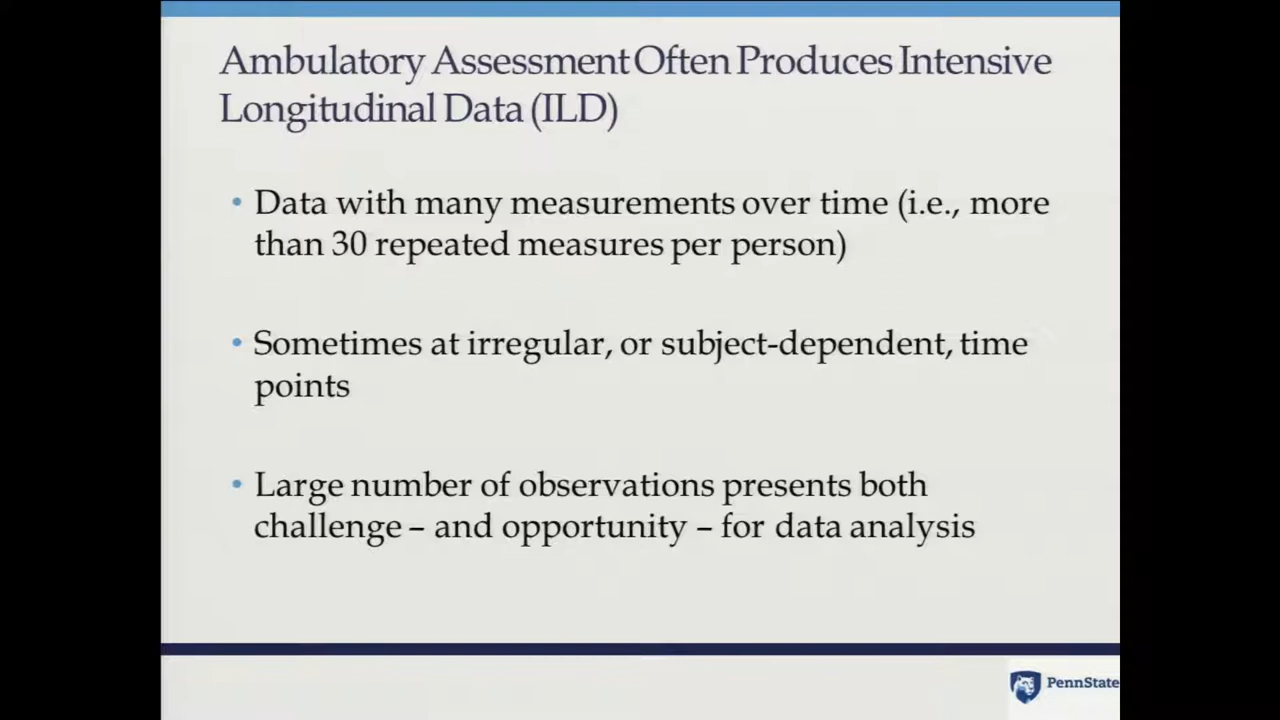 Ambulatory Assessment Often Produces Intensive
Longitudinal Data (ILD)
• Data with many measurements over time (i.e., more
than 30 repeated measures per person)
• Sometimes at irregular, or subject-dependent, time
points
• Large number of observations presents both
challenge – and opportunity – for data analysis
PennState